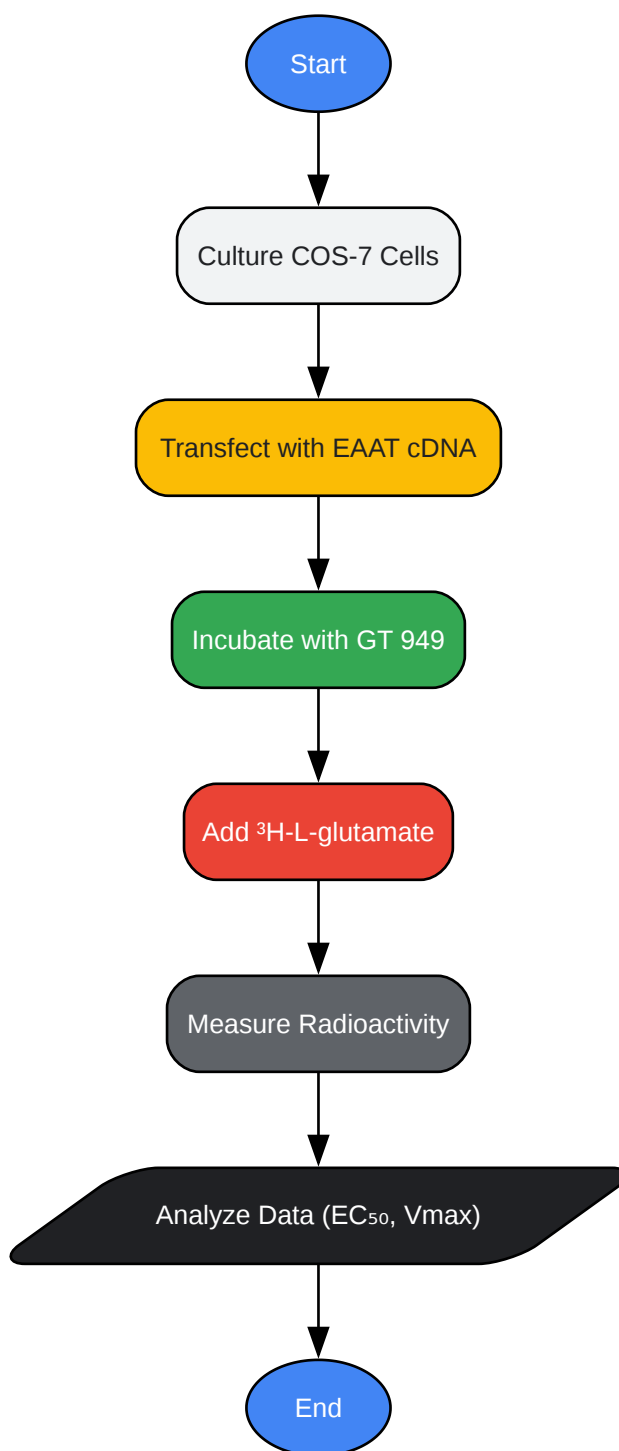 Start
Culture COS-7 Cells
Transfect with EAAT cDNA
Incubate with GT 949
Add ³H-L-glutamate
Measure Radioactivity
Analyze Data (EC₅₀, Vmax)
End